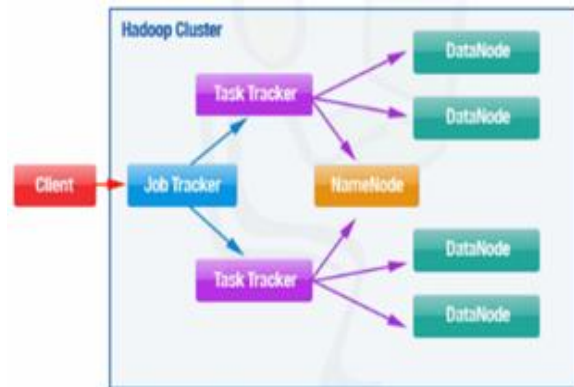 Hadoop Cluster
DataNode
Task Tracker
DataNode
Client
Job Tracker
NameNode
DataNode
Task Tracker
DataNode